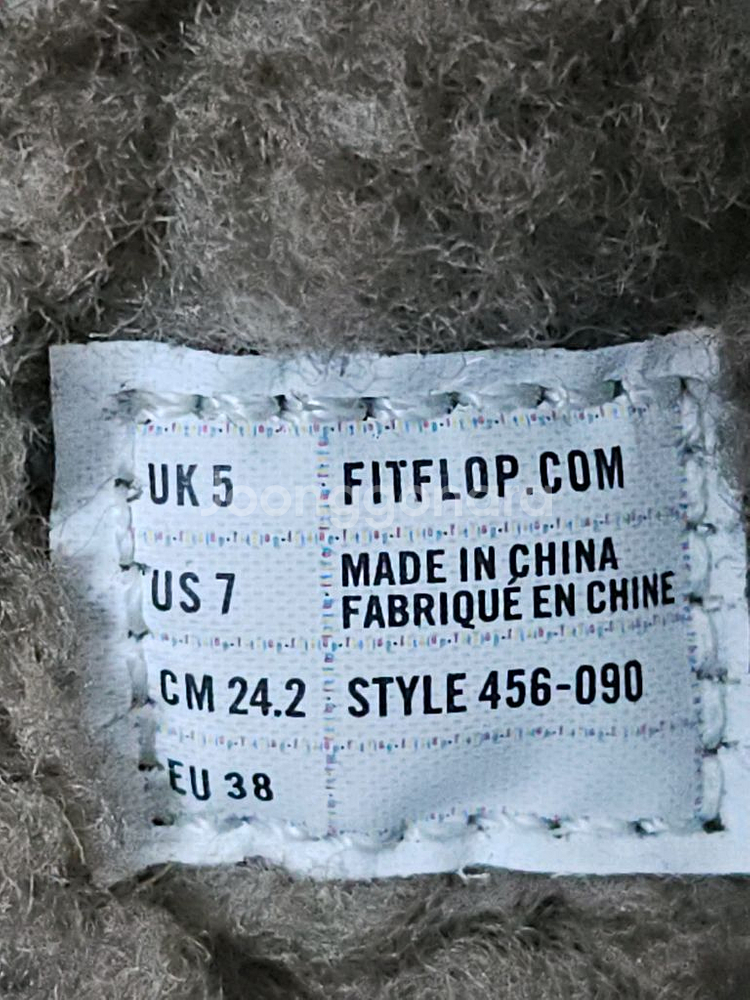 UK 5
FITFLOP.COM
US 7
MADE IN CHINA
FABRIQUÉ EN CHINE
CM 24.2
STYLE 456-090
EU 38